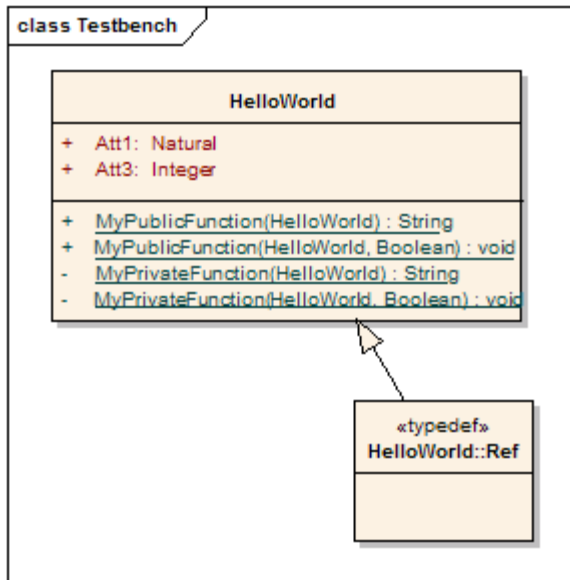 class Testbench
HelloWorld
+ Att1: Natural
+ Att3: Integer
+ MyPublicFunction(HelloWorld) : String
+ MyPublicFunction(HelloWorld, Boolean) : void
- MyPrivateFunction(HelloWorld) : String
- MyPrivateFunction(HelloWorld, Boolean) : void
«typedef»
HelloWorld::Ref